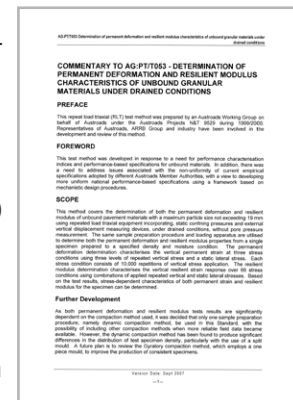 AG:PT/T053 Determination of permanent deformation and resilient modulus characteristics of unbound granular materials under
drained conditions
COMMENTARY TO AG:PT/T053 - DETERMINATION OF
PERMANENT DEFORMATION AND RESILIENT MODULUS
CHARACTERISTICS OF UNBOUND GRANULAR
MATERIALS UNDER DRAINED CONDITIONS
PREFACE
This repeat load triaxial (RLT) test method was prepared by an Austroads Working Group on
behalf of Austroads under the Austroads Projects NET 9529 during 1999/2000.
Representatives of Austroads, ARRB Group and industry have been involved in the
development and review of this method.
FOREWORD
This test method was developed in response to a need for performance characterisation
indices and performance-based specifications for unbound materials. In addition, there was
a need to address issues associated with the non-uniformity of current empirical
specifications adopted by different Austroads Member Authorities, with a view to developing
more uniform national performance-based specifications using a framework based on
mechanistic design procedures.
SCOPE
This method covers the determination of both the permanent deformation and resilient
modulus of unbound pavement materials with a maximum particle size not exceeding 19 mm
using repeated load triaxial equipment incorporating, static confining pressures and external
vertical displacement measuring devices, under drained conditions, without pore pressure
measurement. The same sample preparation procedure and loading apparatus are utilised
to determine both the permanent deformation and modulus properties from a single
specimen prepared to a specified density and moisture condition. The permanent
deformation determination characterises the vertical permanent strain at three stress
conditions using three levels of repeated vertical stress and a static lateral stress. Each
stress condition consists of 10,000 repetitions of vertical stress application. The resilient
modulus determination characterises the vertical resilient strain response over 66 stress
conditions using combinations of applied repeated vertical and static lateral stresses. Based
on the test results, stress-dependent characteristics of both permanent strain and resilient
modulus for the specimen can be determined.
Further Development
As both permanent deformation and resilient modulus tests results are significantly
dependent on the compaction method used, it was decided that only one sample preparation
procedure, namely dynamic compaction method, be used in this Standard, with the
possibility of including other compaction methods when more reliable field data become
available. However, the dynamic compaction method has been found to produce significant
differences in the distribution of test specimen density, particularly with the use of a split
mould. A future plan is to review the Gyratory compaction method, which employs a one
piece mould, to improve the production of consistent specimens.
Version Date: Sept 2007
—1—